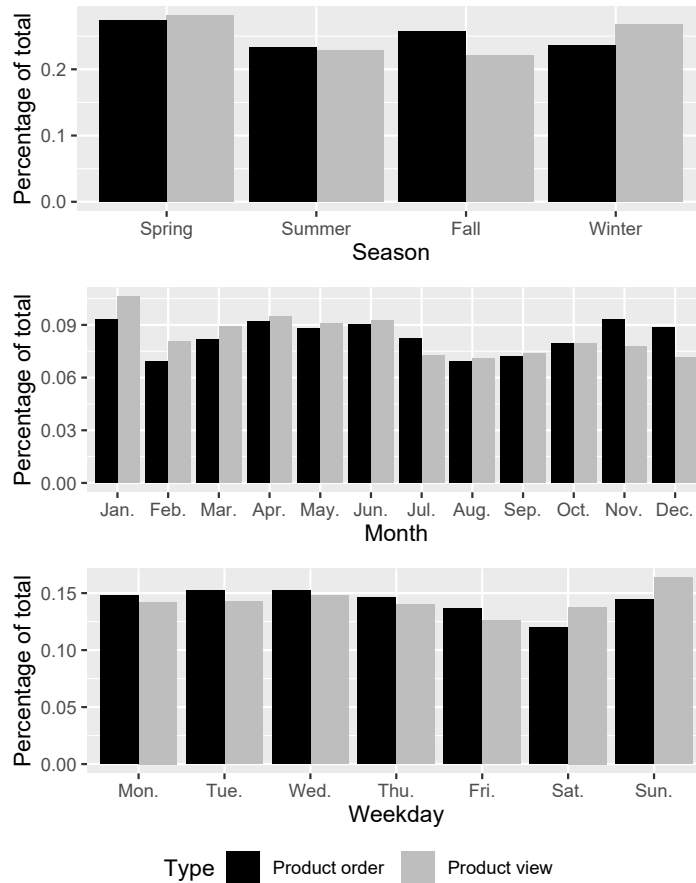 Percentage of total
0.2
0.1
0.0
Spring Summer Fall Winter
Season
Percentage of total
0.09
0.06
0.03
0.00
Jan. Feb. Mar. Apr. May. Jun. Jul. Aug. Sep. Oct. Nov. Dec.
Month
Percentage of total
0.15
0.10
0.05
0.00
Mon. Tue. Wed. Thu. Fri. Sat. Sun.
Weekday
Type Product order Product view